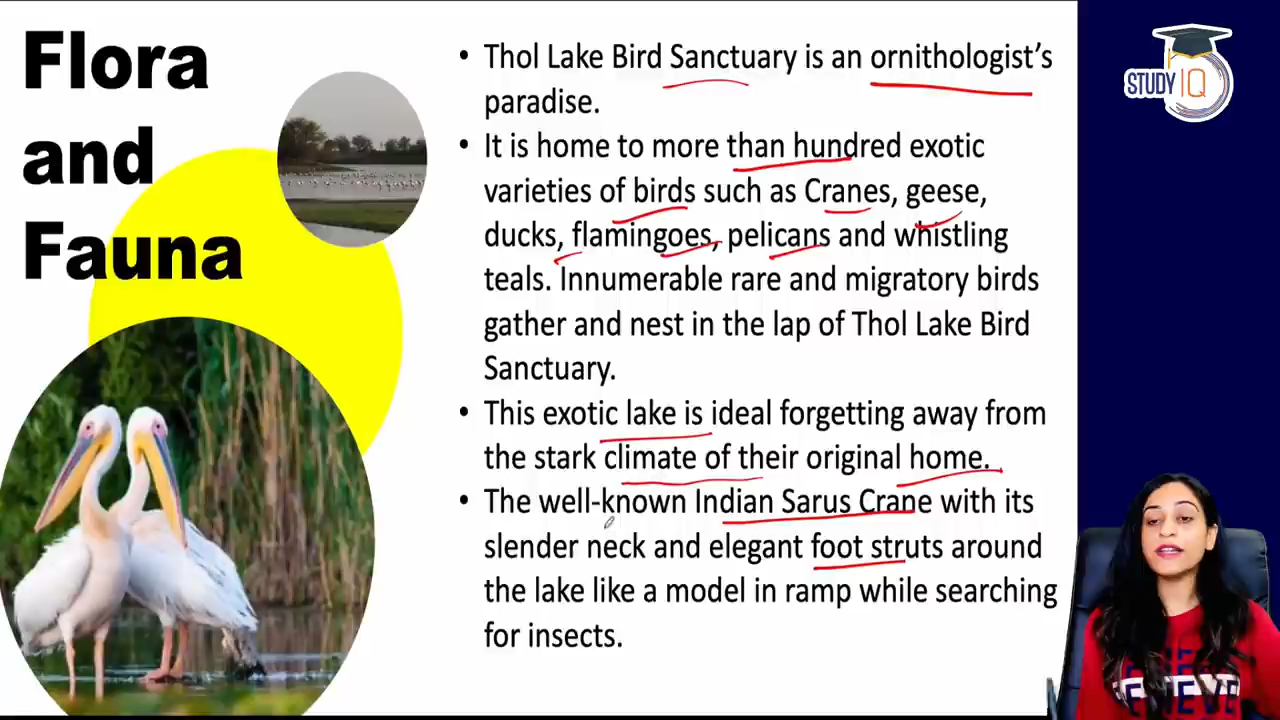 Flora
and
Fauna
• Thol Lake Bird Sanctuary is an ornithologist's
paradise.
• It is home to more than hundred exotic
varieties of birds such as Cranes, geese,
ducks, flamingoes, pelicans and whistling
teals. Innumerable rare and migratory birds
gather and nest in the lap of Thol Lake Bird
Sanctuary.
• This exotic lake is ideal forgetting away from
the stark climate of their original home.
• The well-known Indian Sarus Crane with its
slender neck and elegant foot struts around
the lake like a model in ramp while searching
for insects.
STUDY IQ